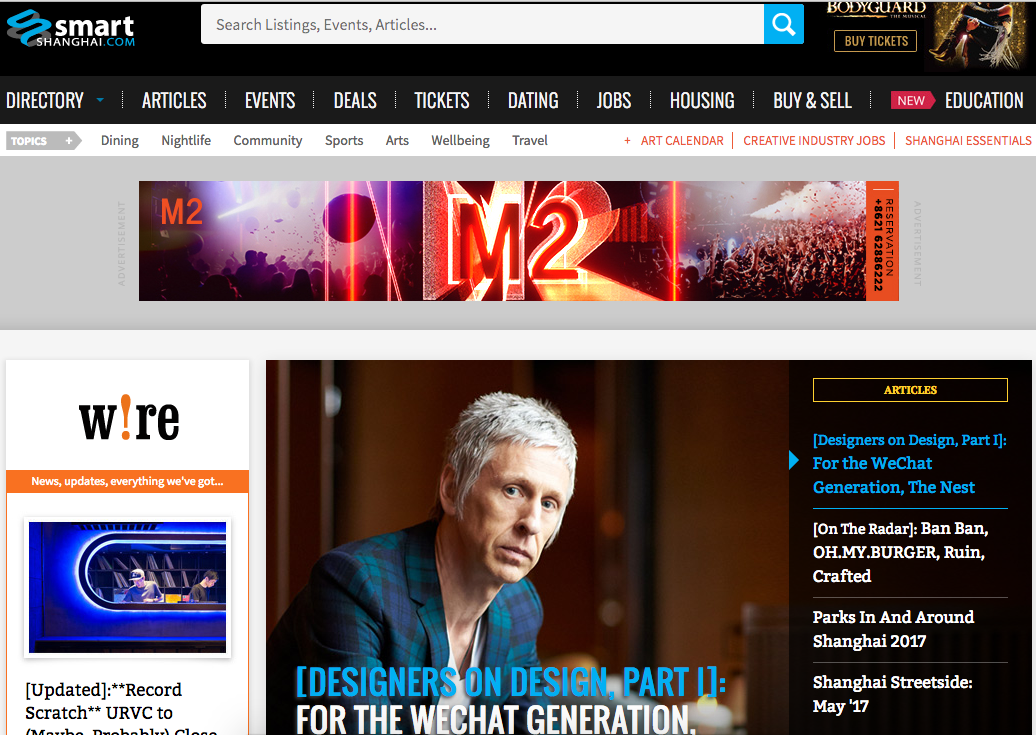 smart
SHANGHAI.COM
Search Listings, Events, Articles...
BODYGUARD
THE MUSICAL
BUY TICKETS
DIRECTORY
ARTICLES
EVENTS
DEALS
TICKETS
DATING
JOBS
HOUSING
BUY & SELL
NEW
EDUCATION
TOPICS +
Dining
Nightlife
Community
Sports
Arts
Wellbeing
Travel
+ ART CALENDAR
CREATIVE INDUSTRY JOBS
SHANGHAI ESSENTIALS
ADVERTISEMENT
M2
M2
RESERVATION
+8621 62886222
ADVERTISEMENT
w!re
News, updates, everything we've got...
[Updated]:**Record
Scratch** URVC to
(Maybe, Probably) Close
[DESIGNERS ON DESIGN, PART I]:
FOR THE WECHAT GENERATION,
ARTICLES
[Designers on Design, Part I]:
For the WeChat
Generation, The Nest
[On The Radar]: Ban Ban,
OH.MY.BURGER, Ruin,
Crafted
Parks In And Around
Shanghai 2017
Shanghai Streetside:
May '17